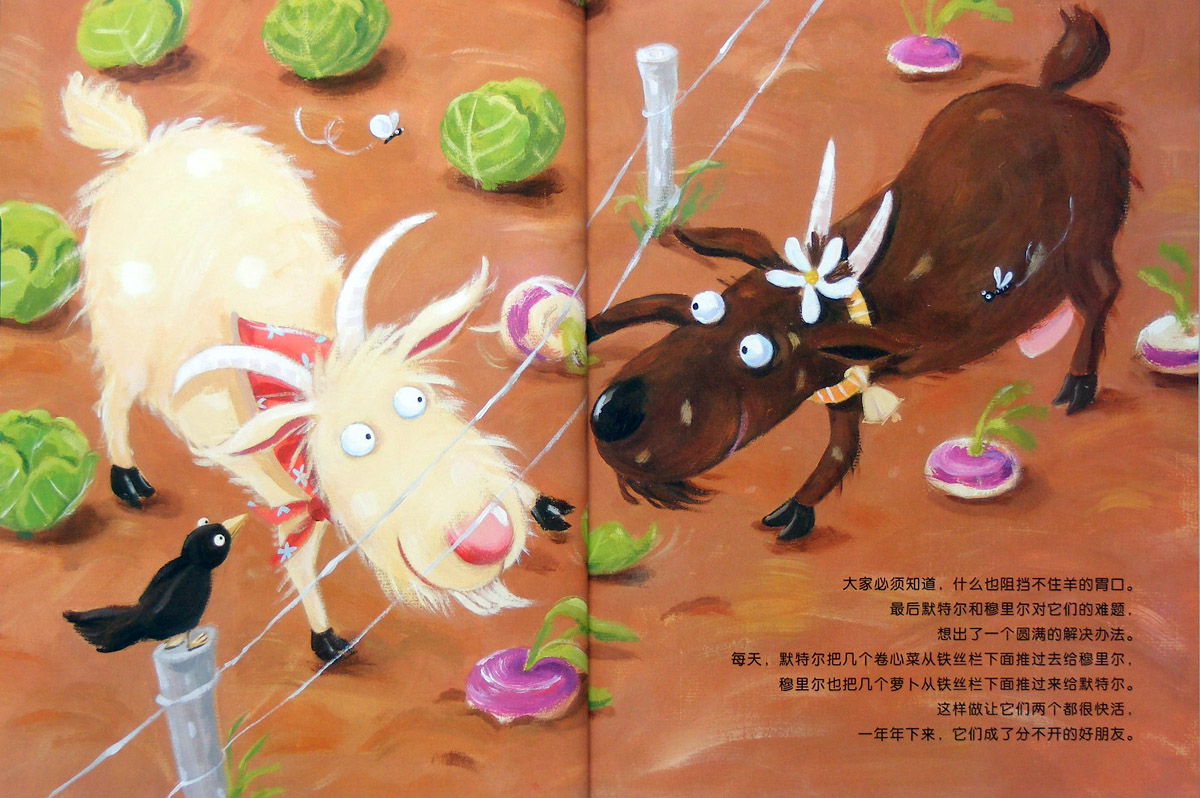 大家必须知道，什么也阻挡不住羊的胃口。
最后默特尔和穆里尔对它们的难题，
想出了一个圆满的解决办法。
每天，默特尔把几个卷心菜从铁丝栏下面推过去给穆里尔，
穆里尔也把几个萝卜从铁丝栏下面推过来给默特尔。
这样做让它们两个都很快活，
一年年下来，它们成了分不开的好朋友。